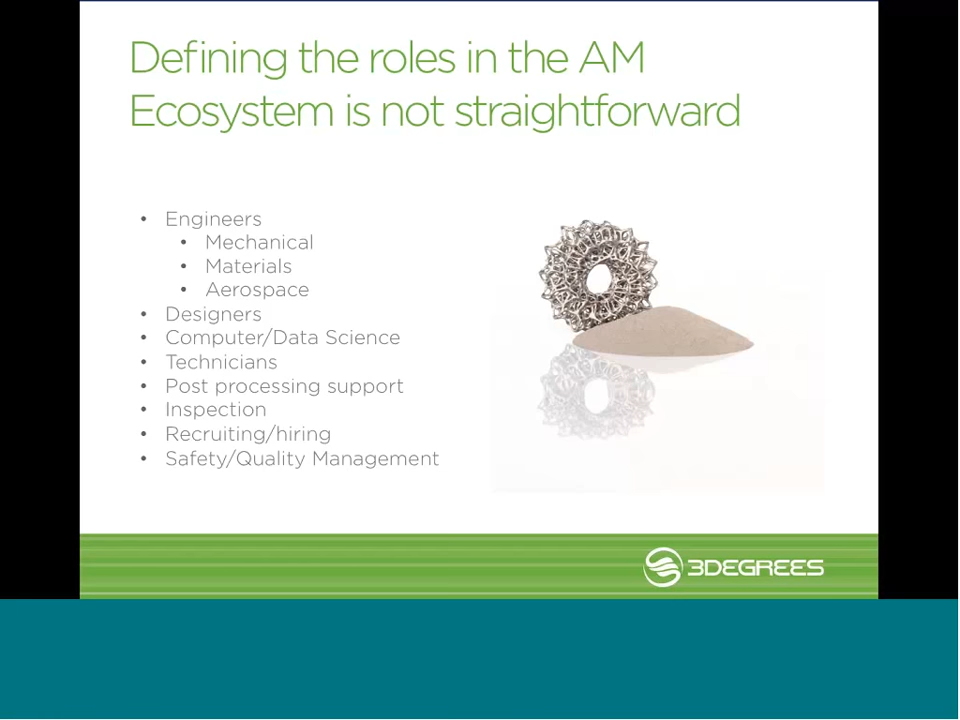 Defining the roles in the AM
Ecosystem is not straightforward
• Engineers
• Mechanical
• Materials
• Aerospace
• Designers
• Computer/Data Science
• Technicians
• Post processing support
• Inspection
• Recruiting/hiring
• Safety/Quality Management
3DEGREES